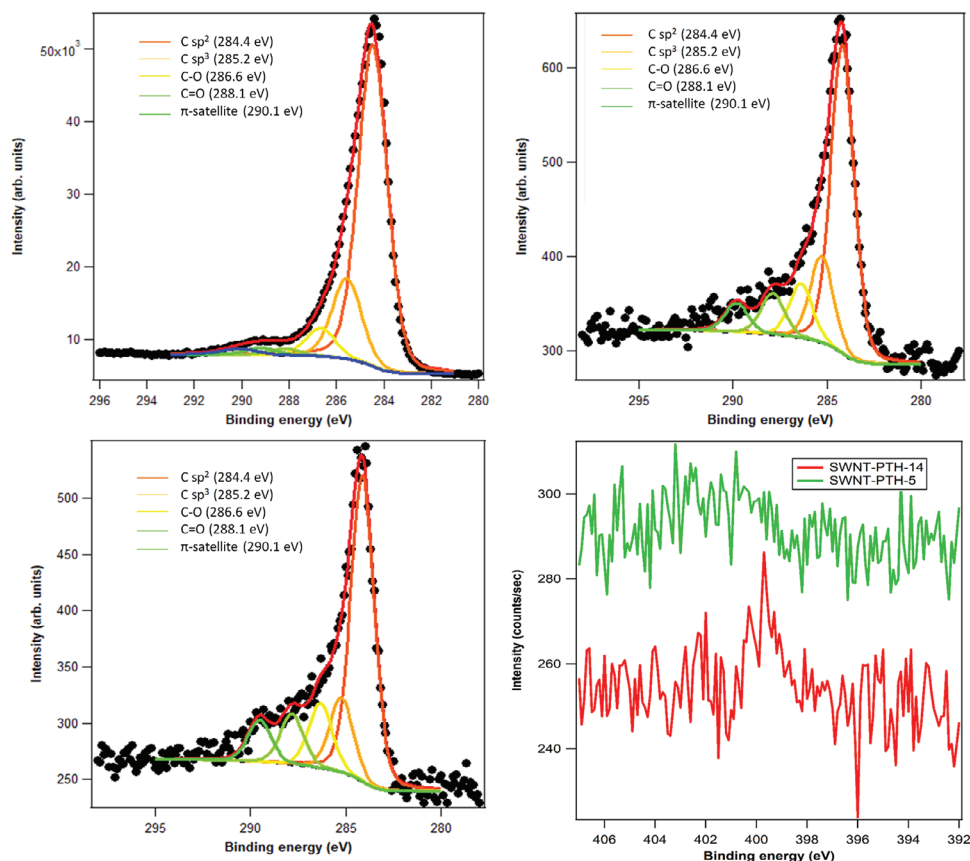 C sp² (284.4 eV)
C sp³ (285.2 eV)
C-O (286.6 eV)
C=O (288.1 eV)
π-satellite (290.1 eV)
50x10³
40
30
20
10
Intensity (arb. units)
296 294 292 290 288 286 284 282 280
Binding energy (eV)
C sp² (284.4 eV)
C sp³ (285.2 eV)
C-O (286.6 eV)
C=O (288.1 eV)
π-satellite (290.1 eV)
600
500
400
300
Intensity (arb. units)
295 290 285 280
Binding energy (eV)
C sp² (284.4 eV)
C sp³ (285.2 eV)
C-O (286.6 eV)
C=O (288.1 eV)
π-satellite (290.1 eV)
500
450
400
350
300
250
Intensity (arb. units)
295 290 285 280
Binding energy (eV)
SWNT-PTH-14
SWNT-PTH-5
300
280
260
240
Intensity (counts/sec)
406 404 402 400 398 396 394 392
Binding energy (eV)